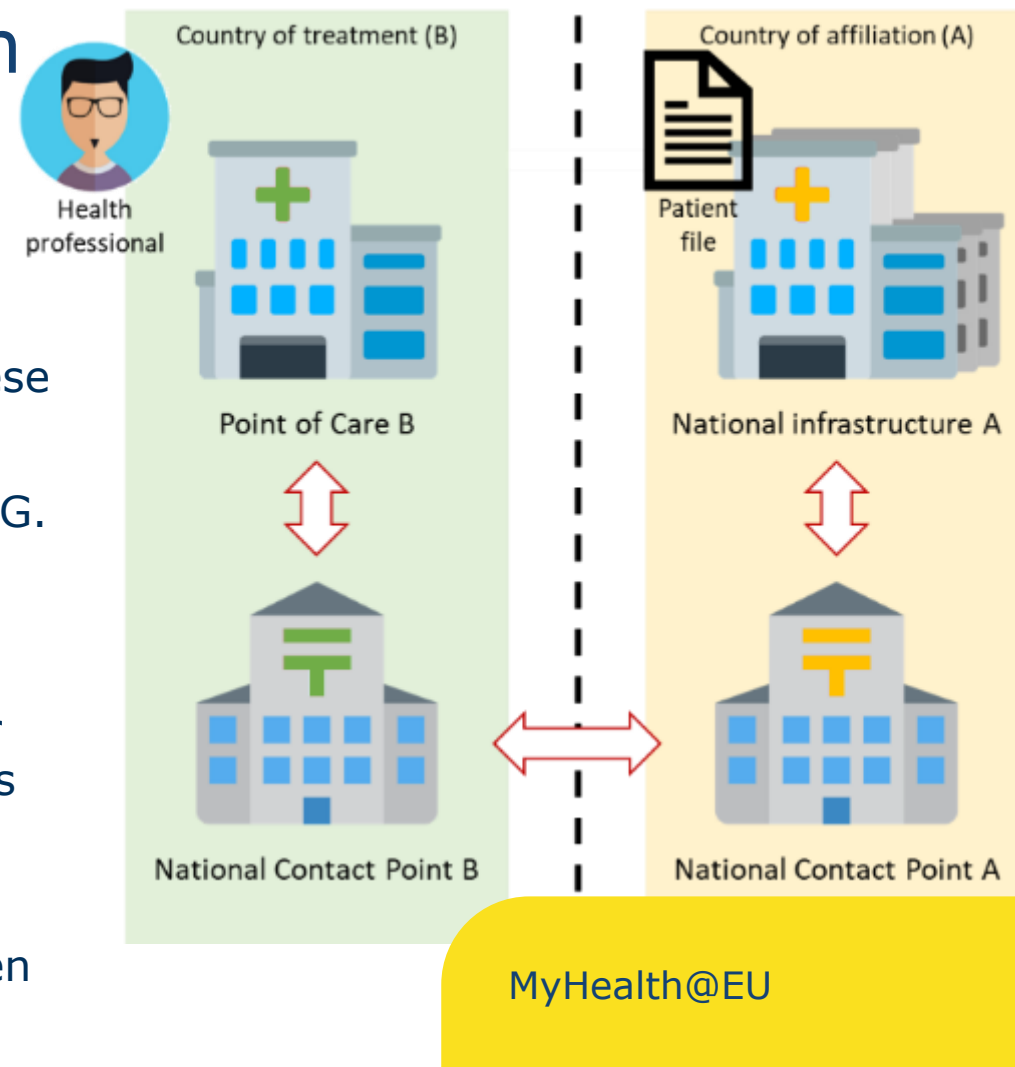 Country of treatment (B)
Country of affiliation (A)
Health
professional
Patient
file
Point of Care B
National infrastructure A
G.
National Contact Point B
National Contact Point A
MyHealth@EU